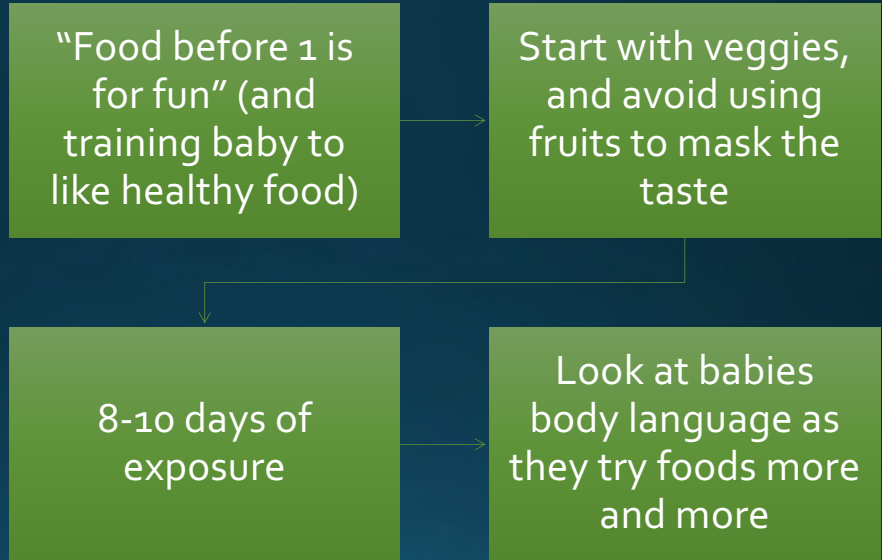 “Food before 1 is
for fun” (and
training baby to
like healthy food)
Start with veggies,
and avoid using
fruits to mask the
taste
8-10 days of
exposure
Look at babies
body language as
they try foods more
and more